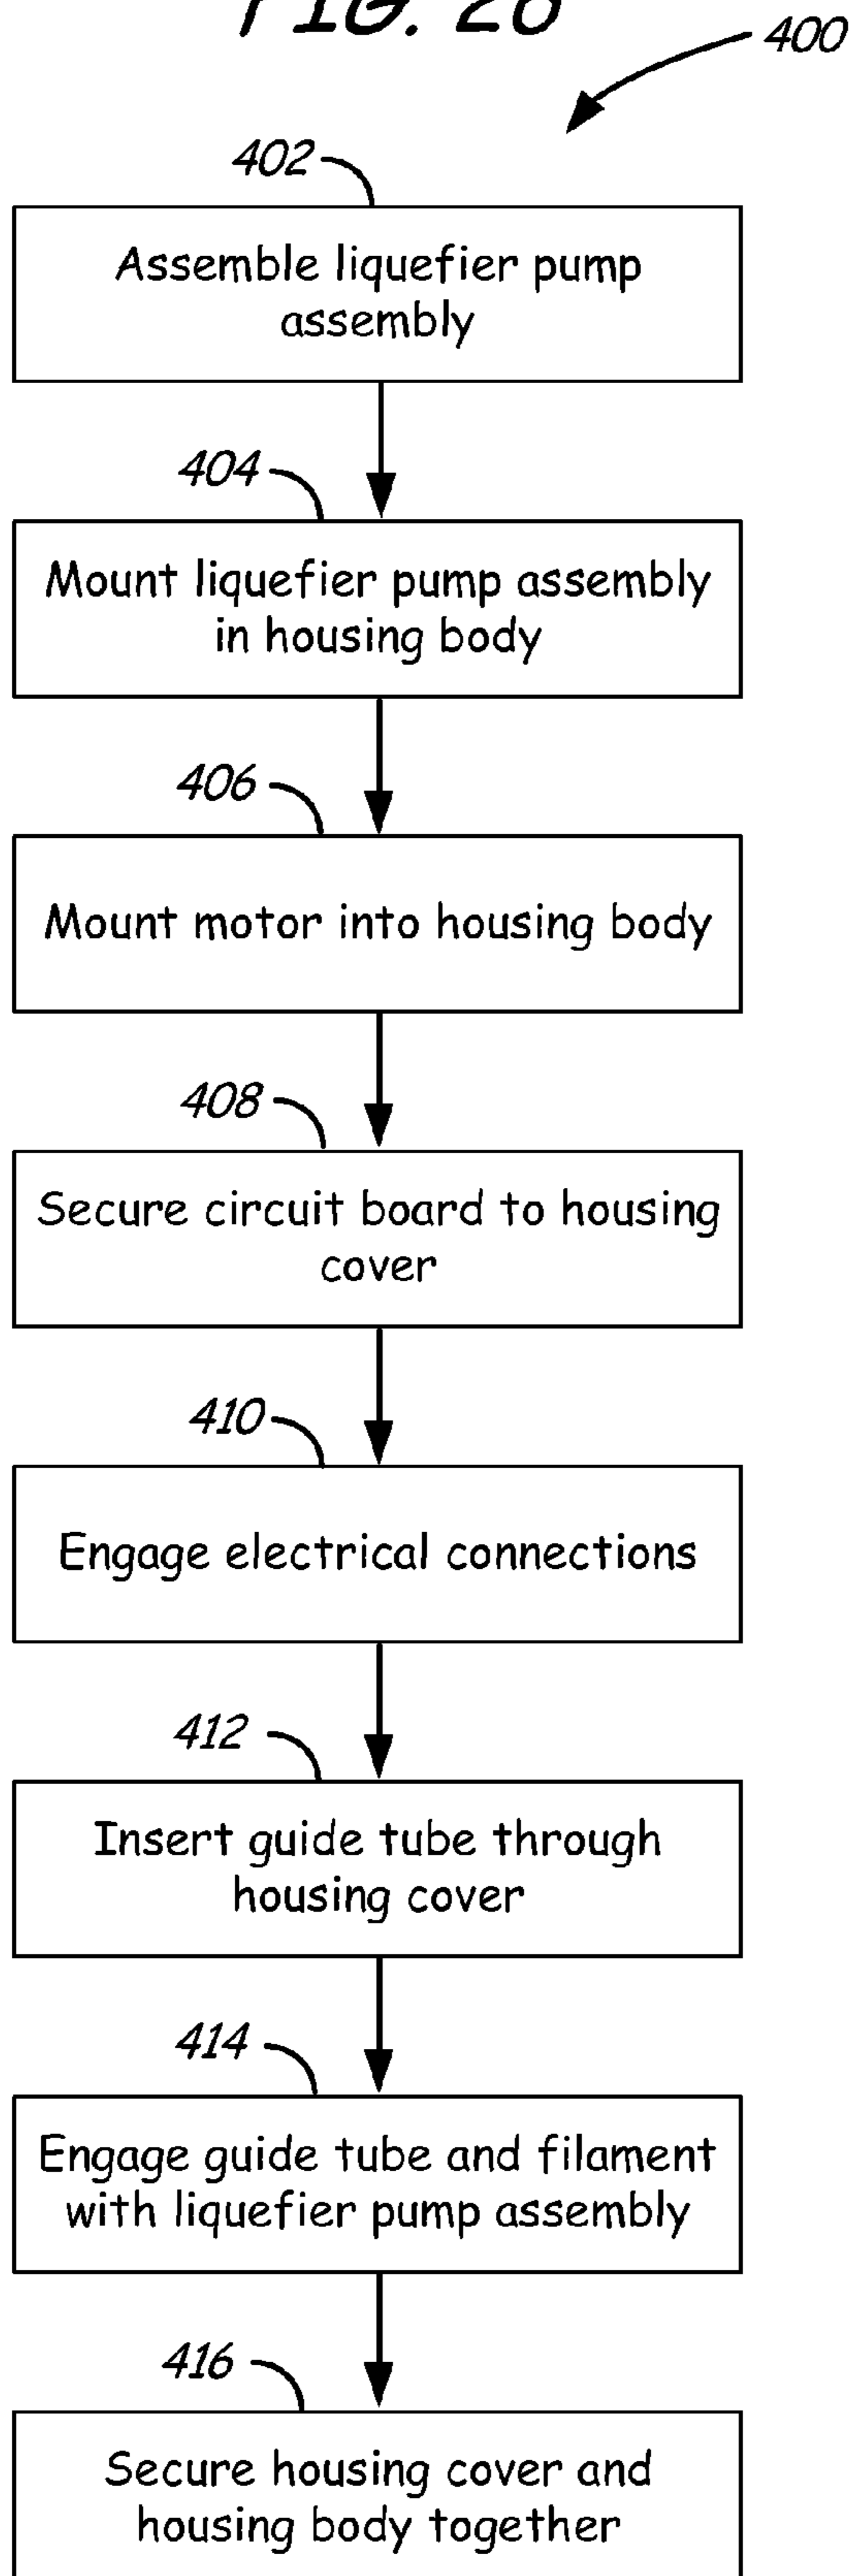 FIG.
400
402
Assemble liquefier pump
assembly
404
Mount liquefier pump assembly
in housing body
406
Mount motor into housing body
408
Secure circuit board to housing
cover
410
Engage electrical connections
412
Insert guide tube through
housing cover
414
Engage guide tube and filament
with liquefier pump assembly
416
Secure housing cover and
housing body together